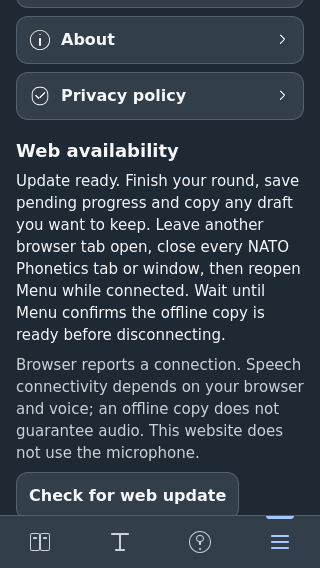 About
Privacy policy
Web availability
Update ready. Finish your round, save
pending progress and copy any draft
you want to keep. Leave another
browser tab open, close every NATO
Phonetics tab or window, then reopen
Menu while connected. Wait until
Menu confirms the offline copy is
ready before disconnecting.
Browser reports a connection. Speech
connectivity depends on your browser
and voice; an offline copy does not
guarantee audio. This website does
not use the microphone.
Check for web update